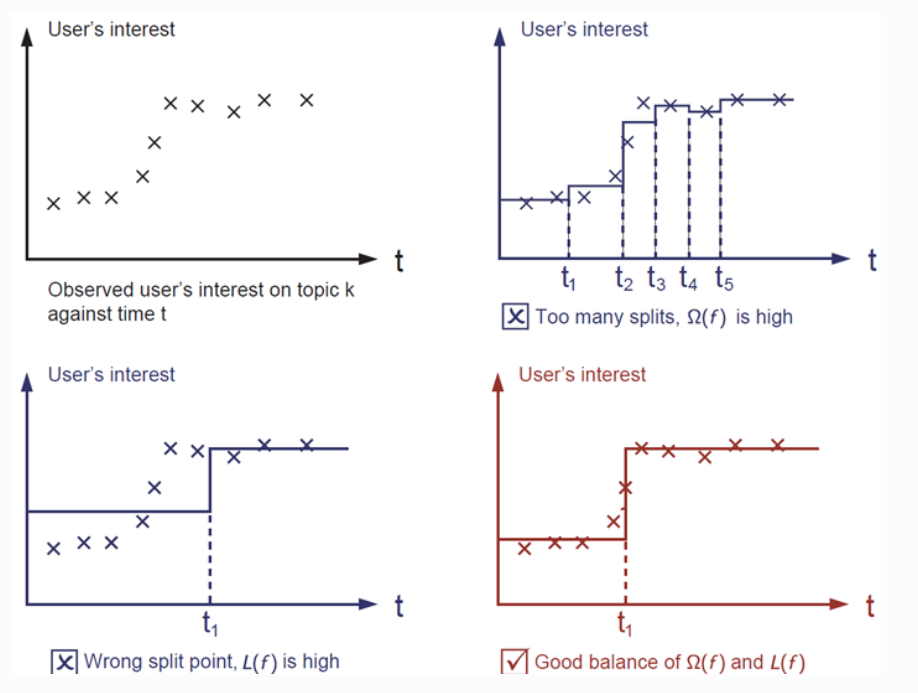 User's interest
t
Observed user's interest on topic k
against time t
User's interest
t
t₁ t₂ t₃ t₄ t₅
☒ Too many splits, Ω(f) is high
User's interest
t
t₁
☒ Wrong split point, L(f) is high
User's interest
t
t₁
☑ Good balance of Ω(f) and L(f)